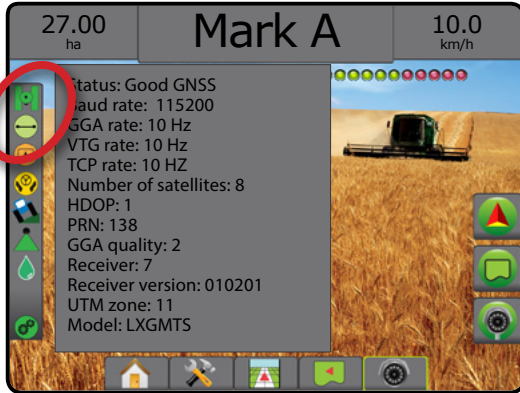 27.00
ha
Mark A
10.0
km/h
Status: Good GNSS
Baud rate: 115200
GGA rate: 10 Hz
VTG rate: 10 Hz
TCP rate: 10 HZ
Number of satellites: 8
HDOP: 1
PRN: 138
GGA quality: 2
Receiver: 7
Receiver version: 010201
UTM zone: 11
Model: LXGMTS